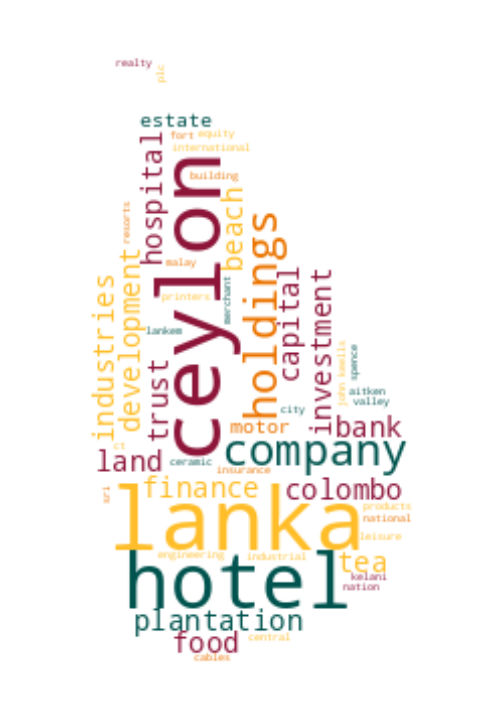 realty
plc
estate
fort
equity
international
hospital
building
ceylon
beach
resorts
holdings
malay
development
industries
capital
investment
merchant
printers
lankem
trust
john keells
spence
aitken
valley
city
motor
bank
company
ct
land
ceramic
insurance
finance
colombo
sri
lanka
products
national
leisure
engineering
industrial
tea
hotel
kelani
nation
plantation
food
central
cables